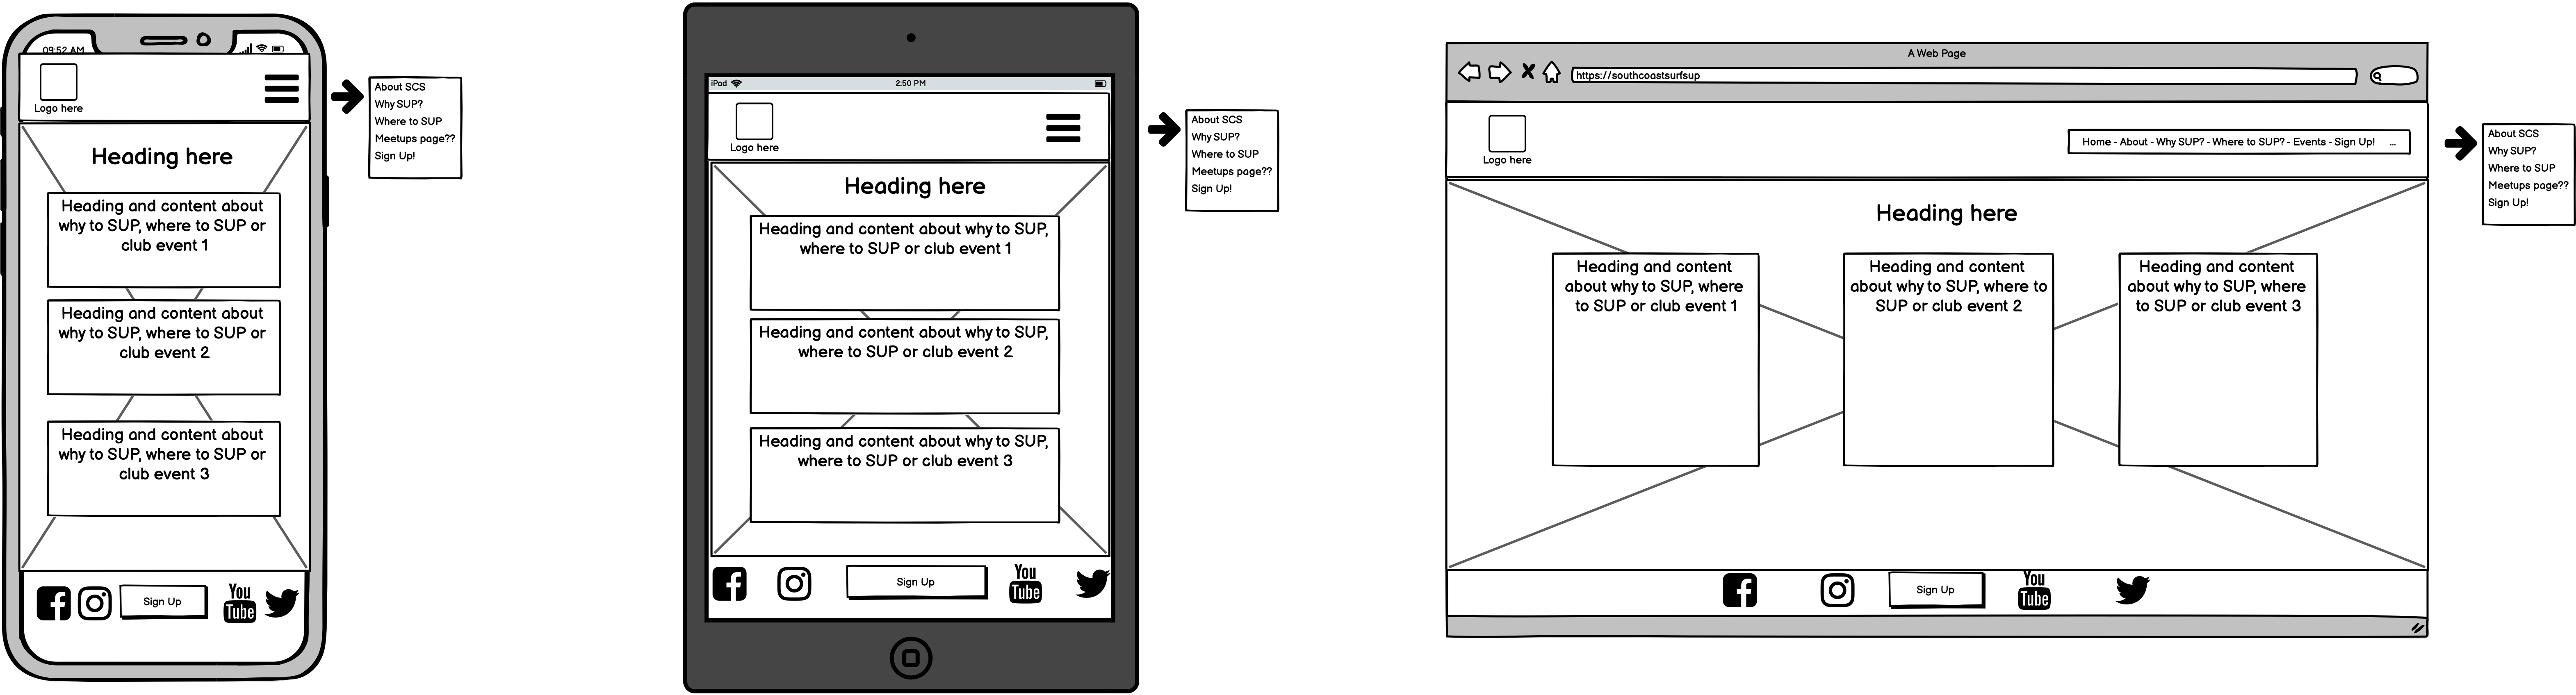 09:52 AM
Logo here
Heading here
Heading and content about
why to SUP, where to SUP or
club event 1
Heading and content about
why to SUP, where to SUP or
club event 2
Heading and content about
why to SUP, where to SUP or
club event 3
Sign Up
You
Tube
About SCS
Why SUP?
Where to SUP
Meetups page??
Sign Up!
iPad
2:50 PM
Logo here
Heading here
Heading and content about why to SUP,
where to SUP or club event 1
Heading and content about why to SUP,
where to SUP or club event 2
Heading and content about why to SUP,
where to SUP or club event 3
Sign Up
You
Tube
About SCS
Why SUP?
Where to SUP
Meetups page??
Sign Up!
A Web Page
https://southcoastsurfsup
Logo here
Home - About - Why SUP? - Where to SUP? - Events - Sign Up! ...
Heading here
Heading and content
about why to SUP, where
to SUP or club event 1
Heading and content
about why to SUP, where to
SUP or club event 2
Heading and content
about why to SUP, where
to SUP or club event 3
Sign Up
You
Tube
About SCS
Why SUP?
Where to SUP
Meetups page??
Sign Up!